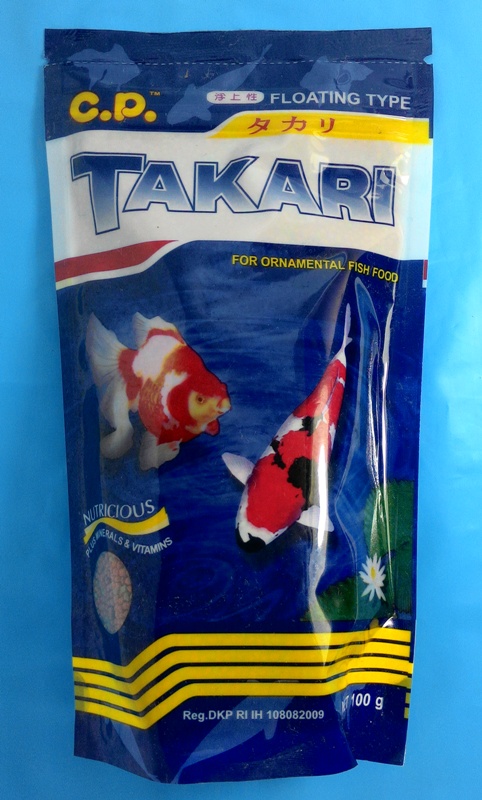 C.P.™
浮上性 FLOATING TYPE
タカリ
TAKARI
FOR ORNAMENTAL FISH FOOD
NUTRICIOUS
PLUS MINERALS & VITAMINS
Reg.DKP RI IH 108082009
100 g